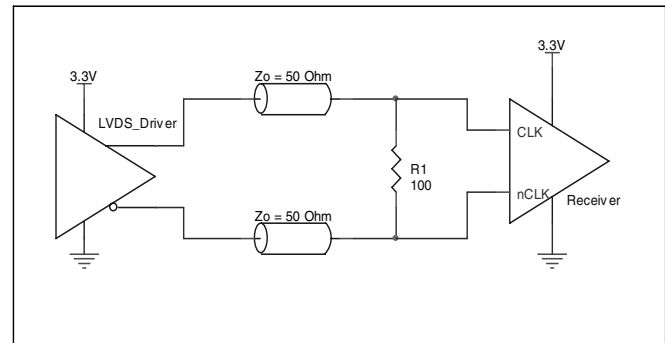 3.3V
3.3V
Zo = 50 Ohm
LVDS_Driver
CLK
R1
100
nCLK
Receiver
Zo = 50 Ohm